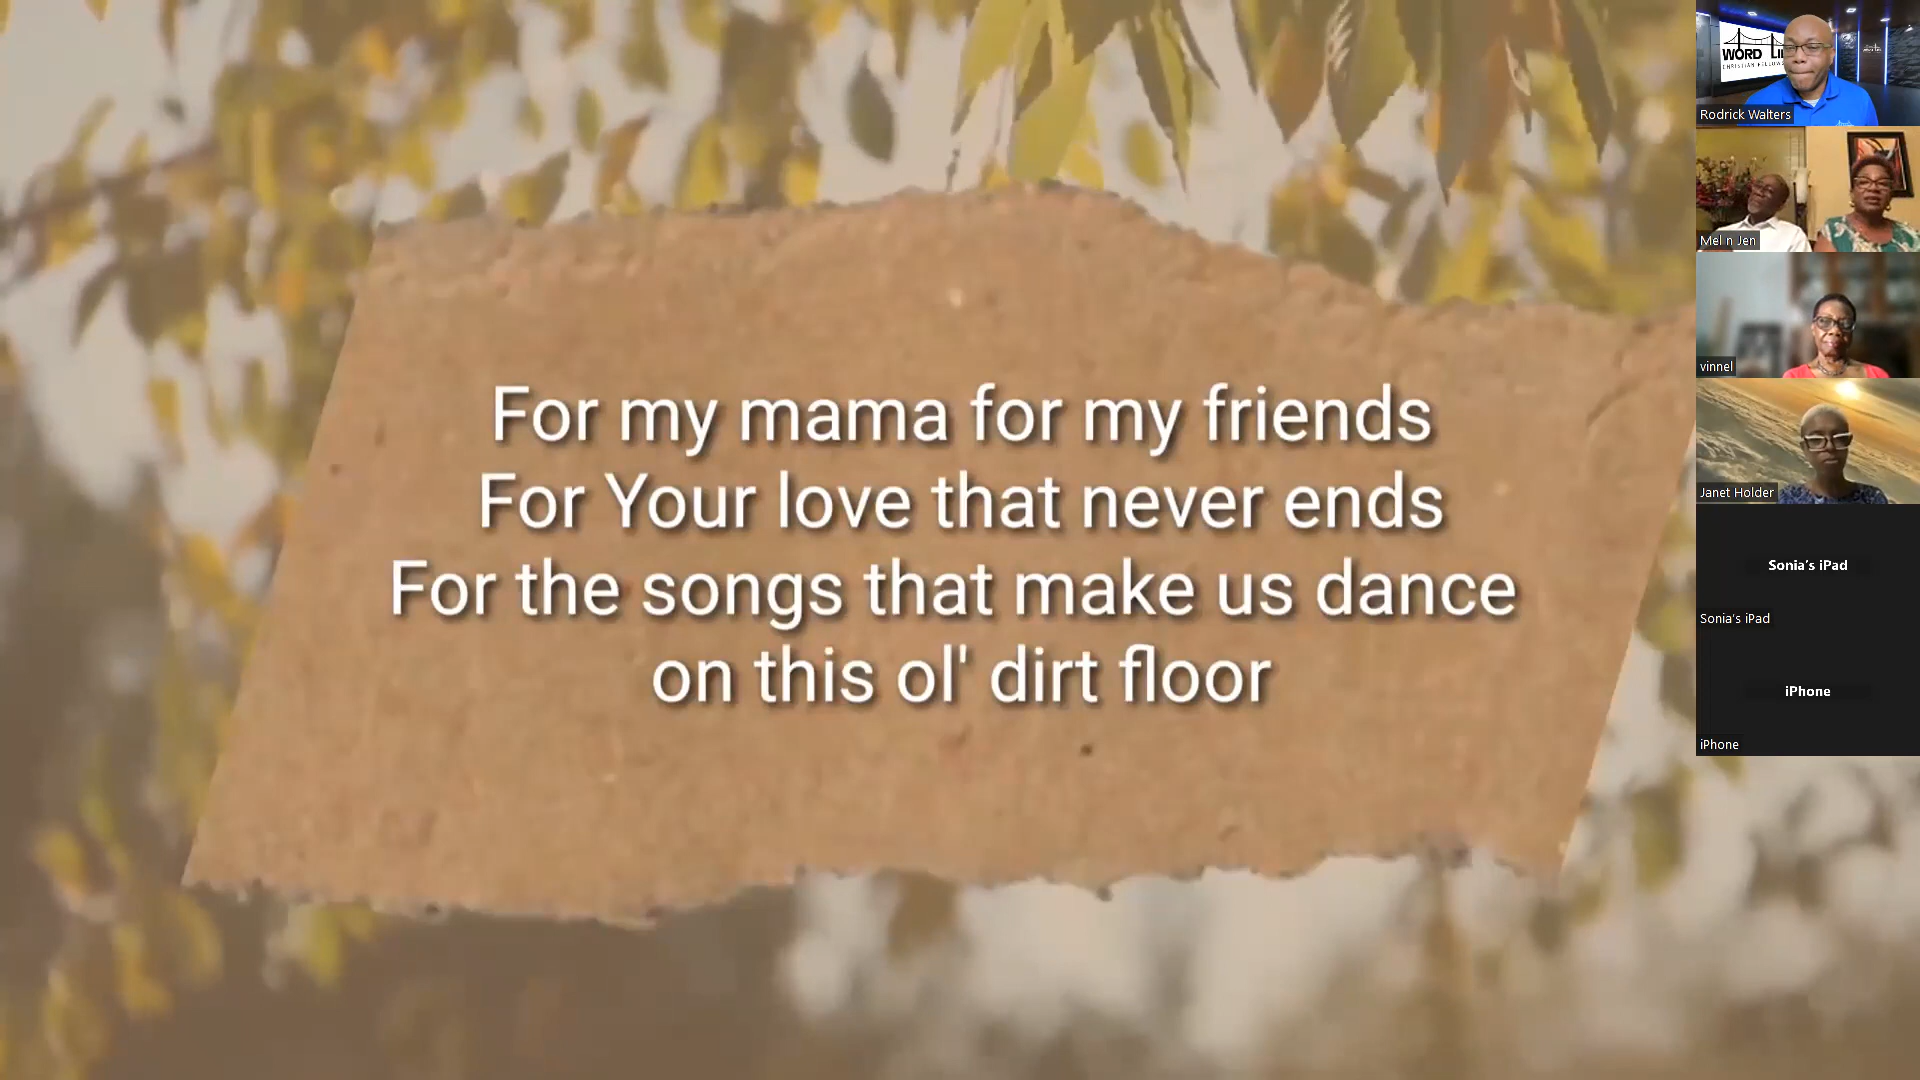 For my mama for my friends
For Your love that never ends
For the songs that make us dance
on this ol' dirt floor
WORD
Rodrick Walters
Mel n Jen
vinnel
Janet Holder
Sonia's iPad
Sonia's iPad
iPhone
iPhone